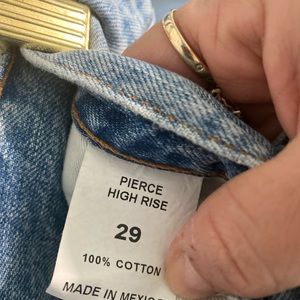 PIERCE
HIGH RISE
29
100% COTTON
MADE IN MEXICO